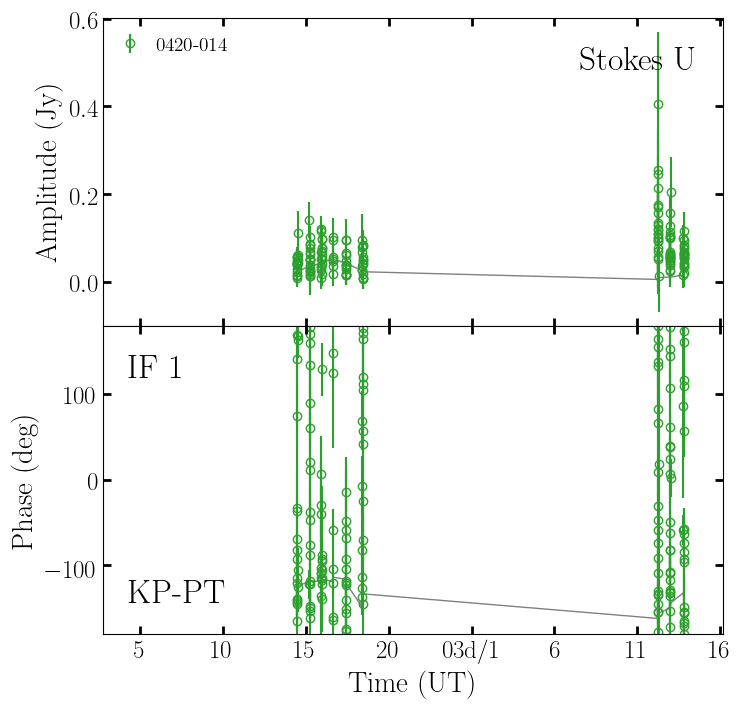 0.6
0420-014
Stokes U
0.4
Amplitude (Jy)
0.2
0.0
IF 1
100
Phase (deg)
0
−100
KP-PT
5 10 15 20 03d/1 6 11 16
Time (UT)